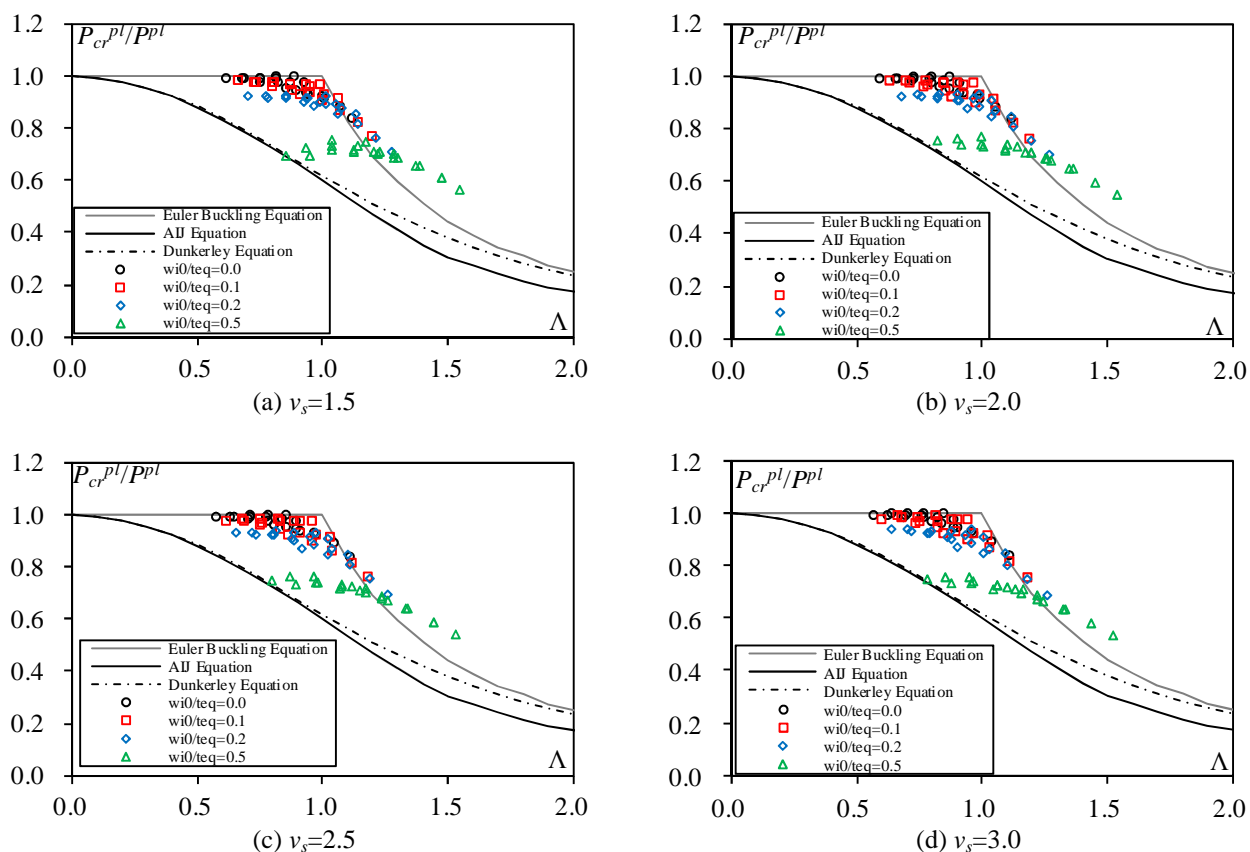 1.2
1.0
0.8
0.6
0.4
0.2
0.0
P_cr^pl/P^pl
Euler Buckling Equation
AIJ Equation
Dunkerley Equation
wi0/teq=0.0
wi0/teq=0.1
wi0/teq=0.2
wi0/teq=0.5
Λ
0.0 0.5 1.0 1.5 2.0
(a) v_s=1.5
1.2
1.0
0.8
0.6
0.4
0.2
0.0
P_cr^pl/P^pl
Euler Buckling Equation
AIJ Equation
Dunkerley Equation
wi0/teq=0.0
wi0/teq=0.1
wi0/teq=0.2
wi0/teq=0.5
Λ
0.0 0.5 1.0 1.5 2.0
(b) v_s=2.0
1.2
1.0
0.8
0.6
0.4
0.2
0.0
P_cr^pl/P^pl
Euler Buckling Equation
AIJ Equation
Dunkerley Equation
wi0/teq=0.0
wi0/teq=0.1
wi0/teq=0.2
wi0/teq=0.5
Λ
0.0 0.5 1.0 1.5 2.0
(c) v_s=2.5
1.2
1.0
0.8
0.6
0.4
0.2
0.0
P_cr^pl/P^pl
Euler Buckling Equation
AIJ Equation
Dunkerley Equation
wi0/teq=0.0
wi0/teq=0.1
wi0/teq=0.2
wi0/teq=0.5
Λ
0.0 0.5 1.0 1.5 2.0
(d) v_s=3.0